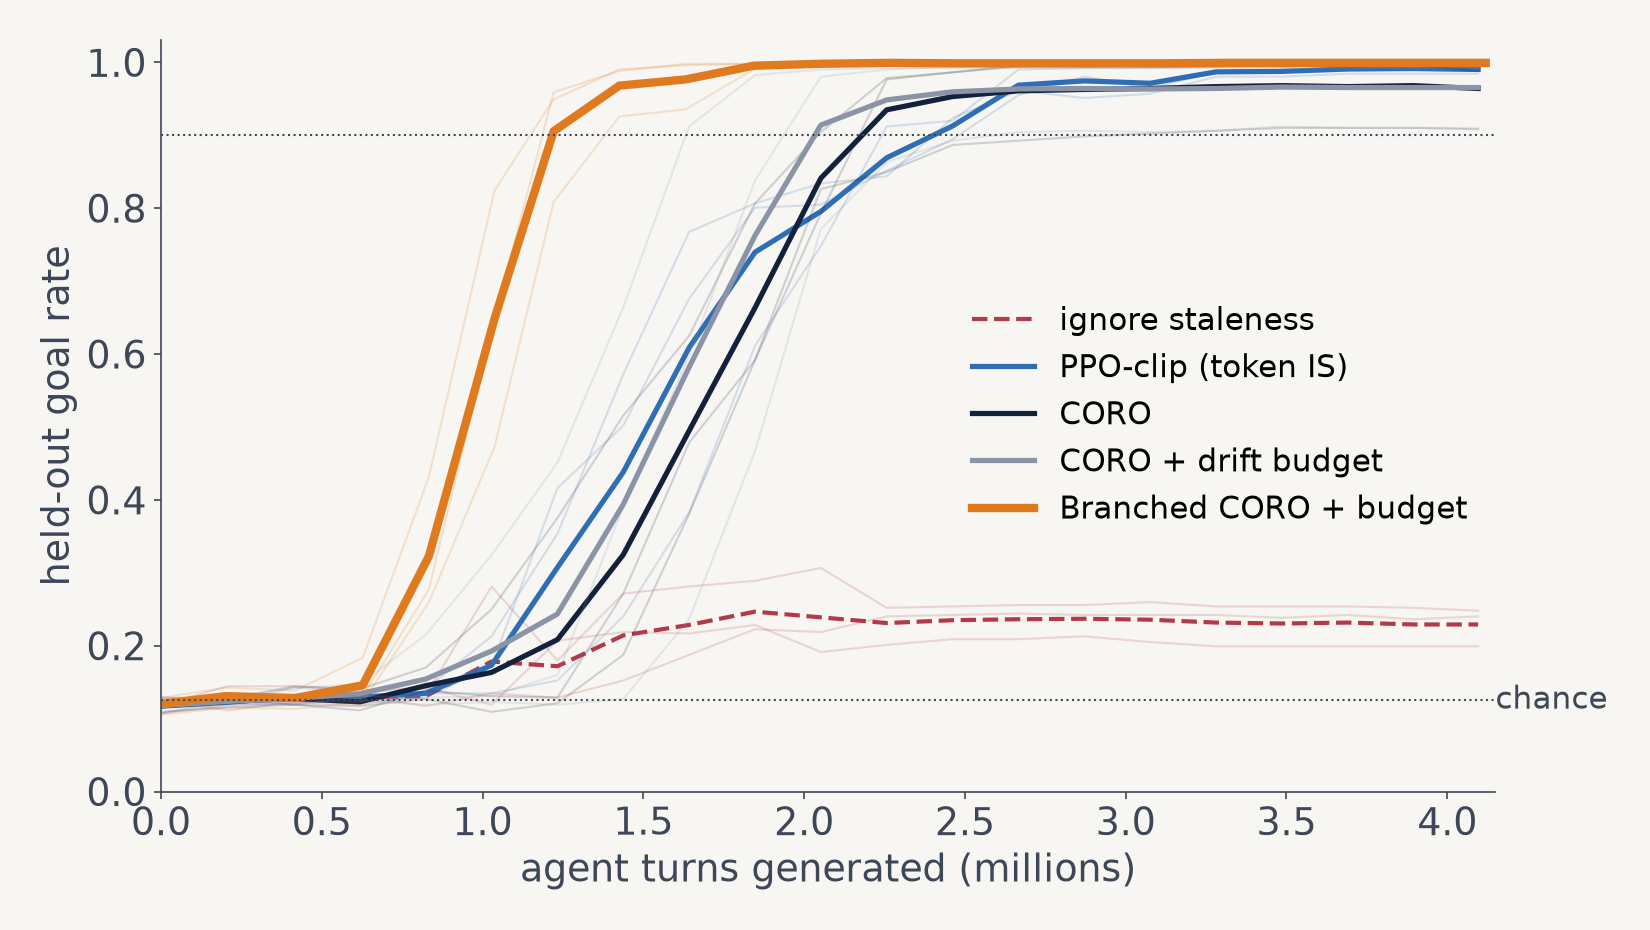 1.0
0.8
0.6
0.4
0.2
0.0
held-out goal rate
ignore staleness
PPO-clip (token IS)
CORO
CORO + drift budget
Branched CORO + budget
chance
0.0 0.5 1.0 1.5 2.0 2.5 3.0 3.5 4.0
agent turns generated (millions)